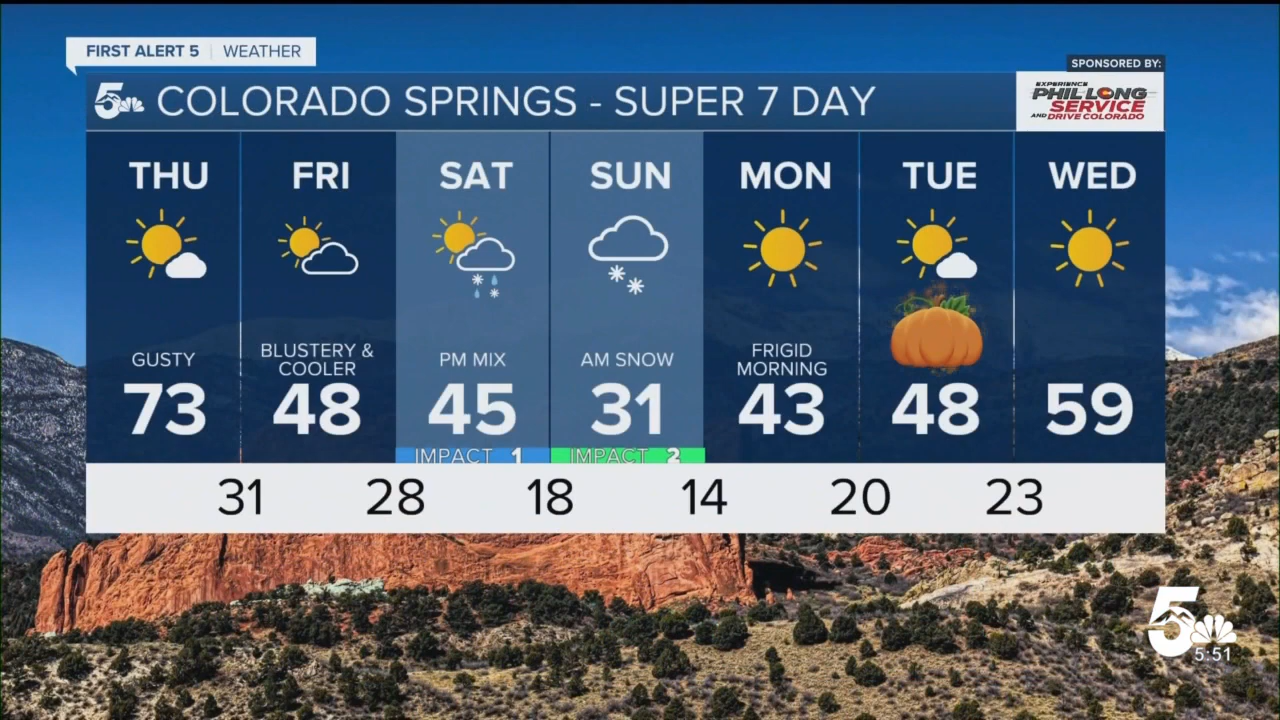 FIRST ALERT 5 | WEATHER
SPONSORED BY:
5 COLORADO SPRINGS - SUPER 7 DAY
EXPERIENCE
PHIL LONG
SERVICE
AND DRIVE COLORADO
THU FRI SAT SUN MON TUE WED
GUSTY BLUSTERY & COOLER PM MIX AM SNOW FRIGID MORNING
73 48 45 31 43 48 59
IMPACT 1 IMPACT 2
31 28 18 14 20 23
5
5:51